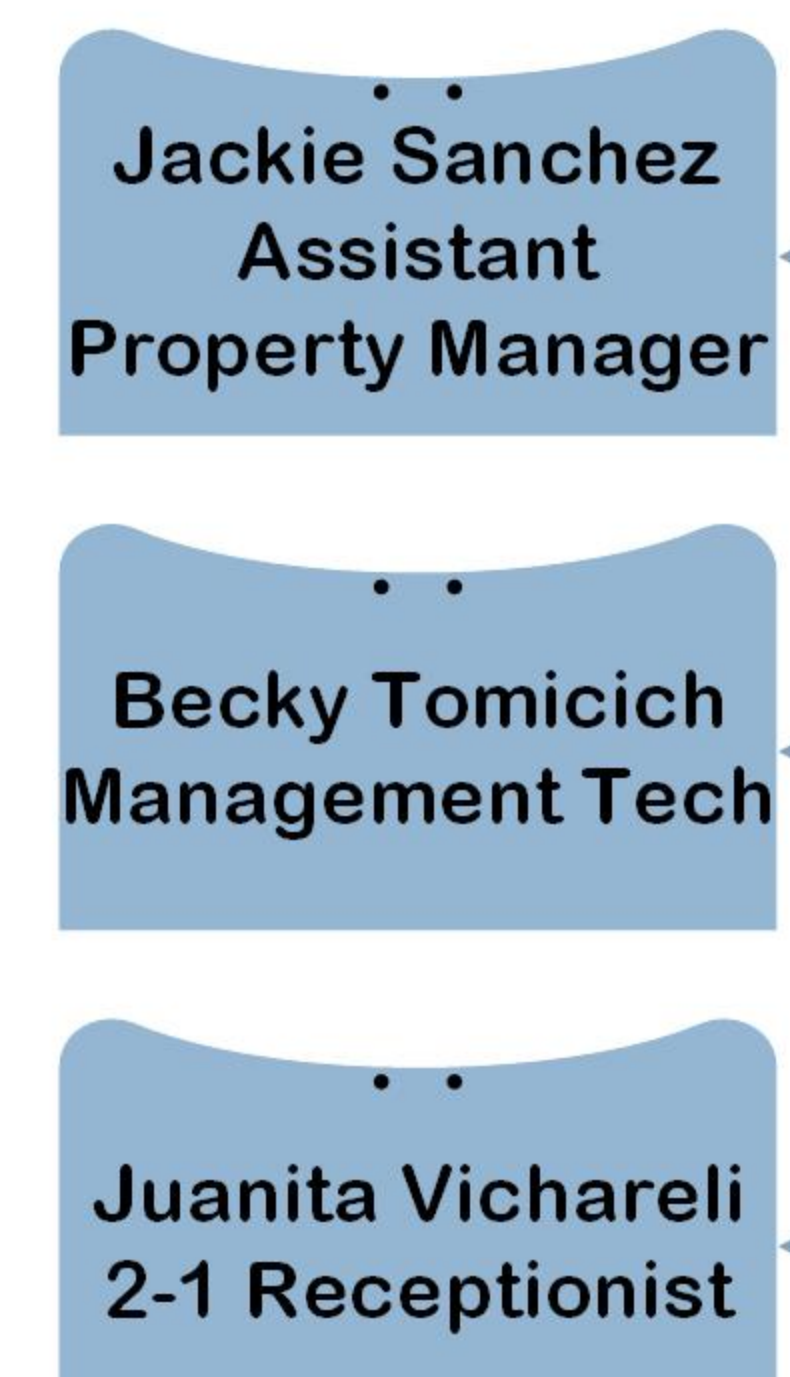 Jackie Sanchez
Assistant
Property Manager
Becky Tomicich
Management Tech
Juanita Vichareli
2-1 Receptionist